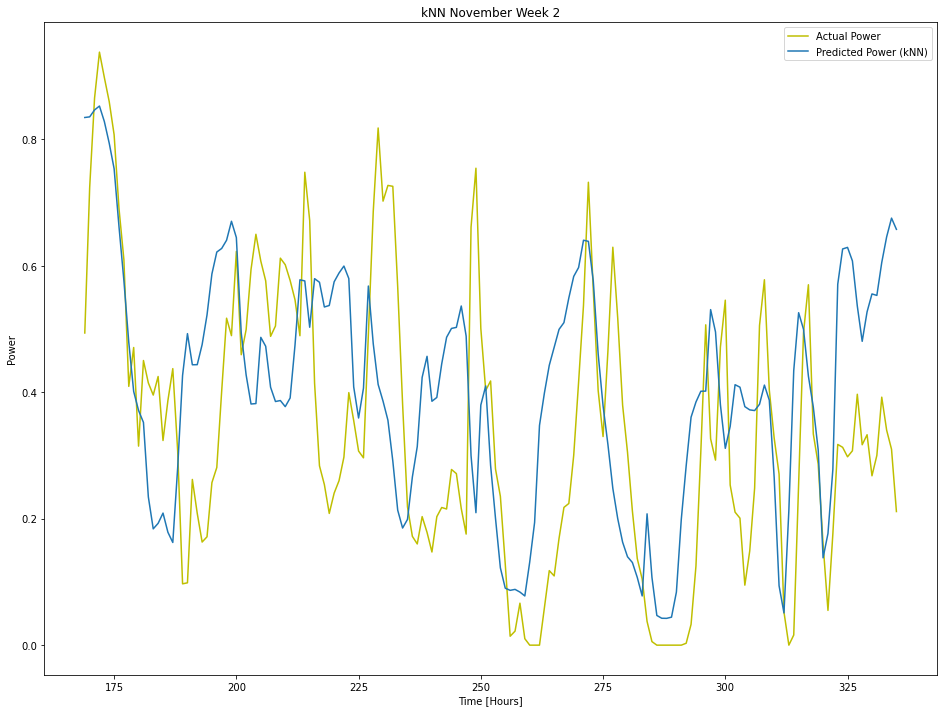 kNN November Week 2
Actual Power
Predicted Power (kNN)
Power
0.8
0.6
0.4
0.2
0.0
175
200
225
250
275
300
325
Time [Hours]